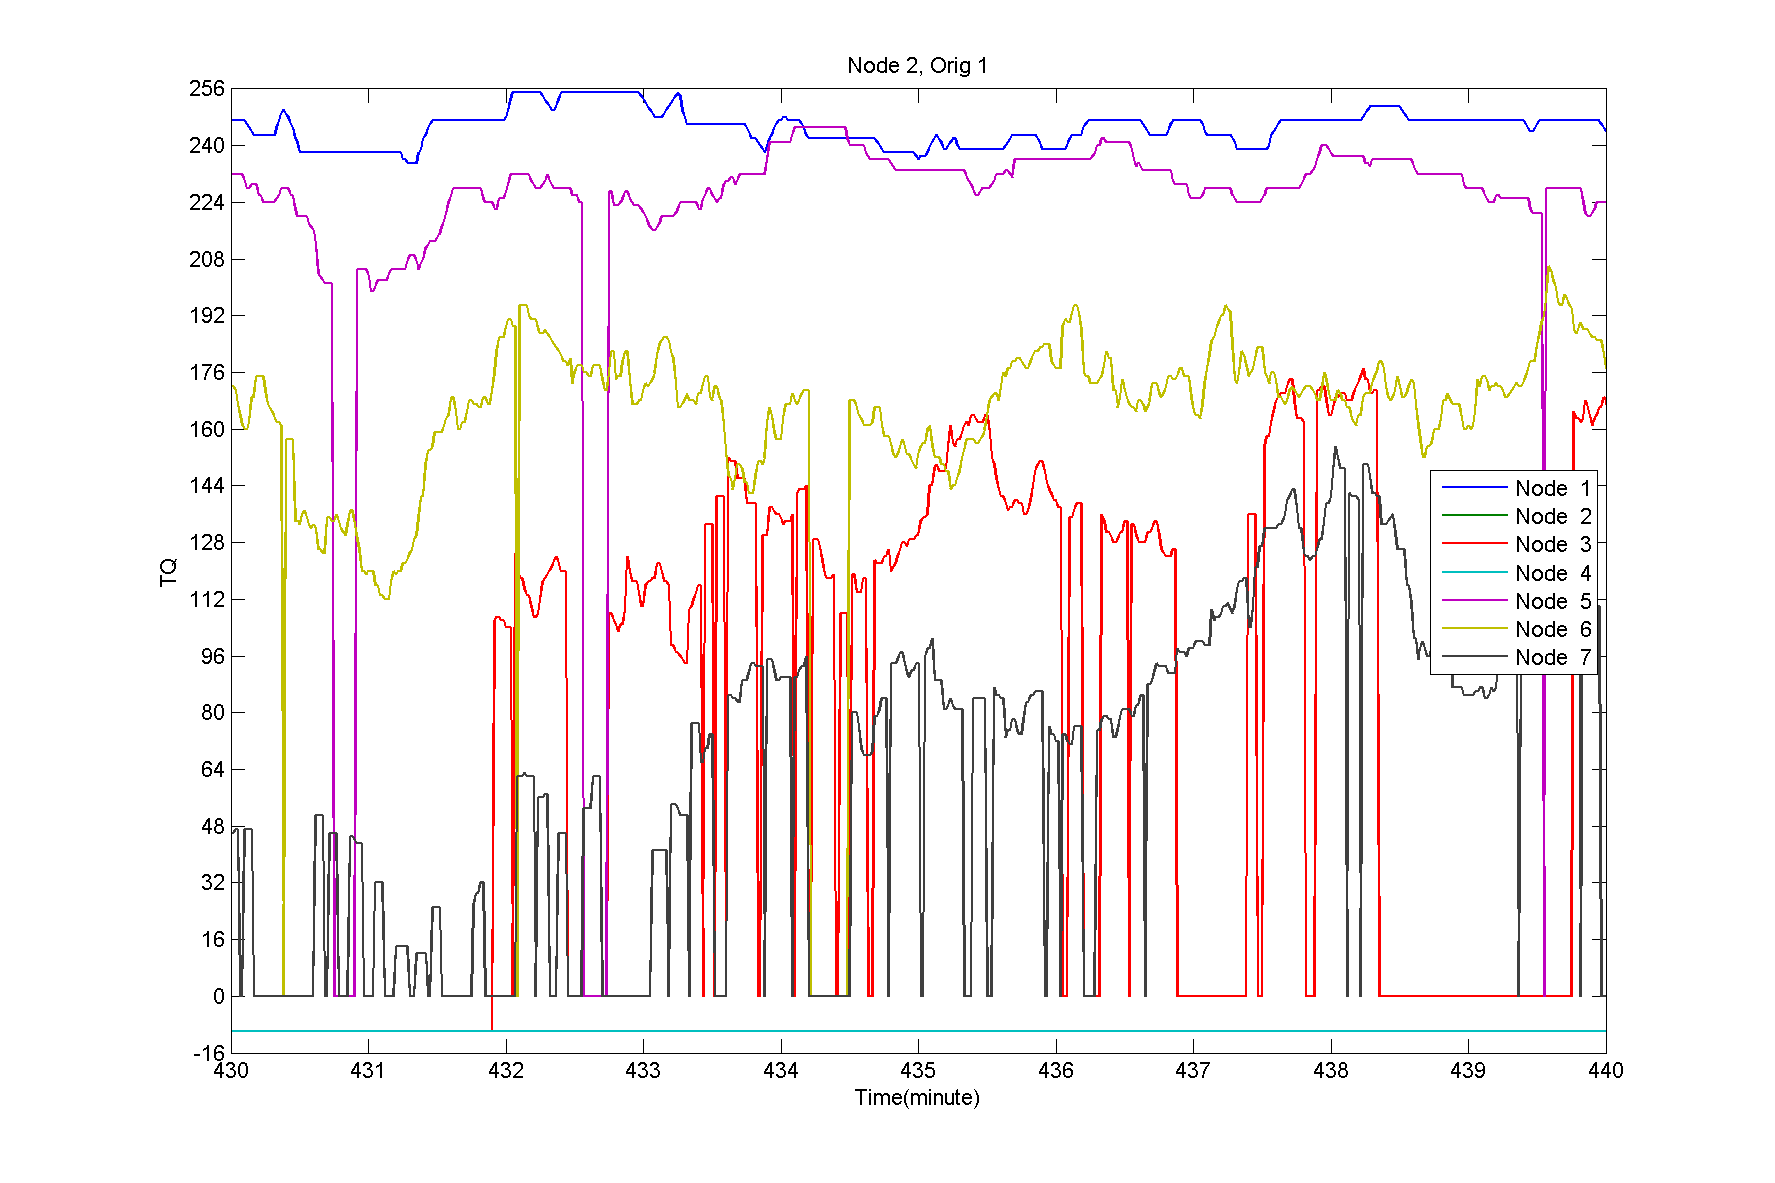 Node 2, Orig 1
256
240
224
208
192
176
160
144
128
112
96
80
64
48
32
16
0
-16
TQ
Node 1
Node 2
Node 3
Node 4
Node 5
Node 6
Node 7
430 431 432 433 434 435 436 437 438 439 440
Time(minute)